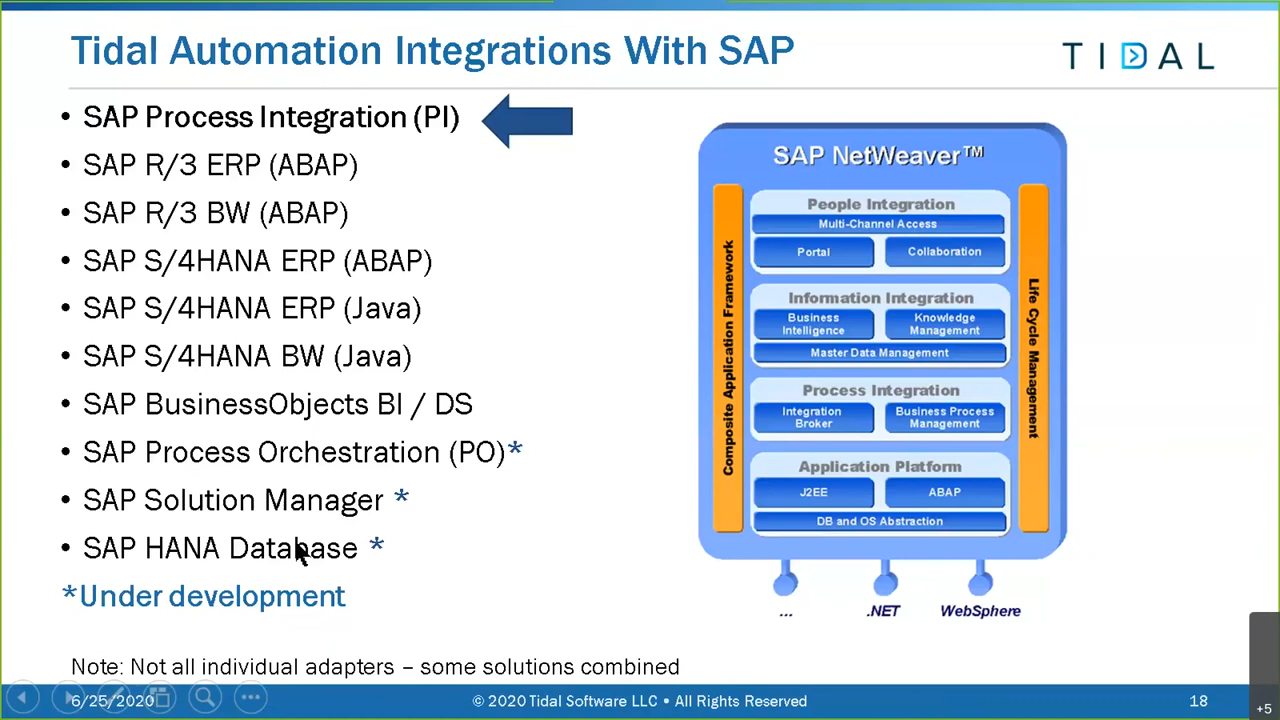 Tidal Automation Integrations With SAP
TIDAL
• SAP Process Integration (PI)
• SAP R/3 ERP (ABAP)
• SAP R/3 BW (ABAP)
• SAP S/4HANA ERP (ABAP)
• SAP S/4HANA ERP (Java)
• SAP S/4HANA BW (Java)
• SAP BusinessObjects BI / DS
• SAP Process Orchestration (PO)*
• SAP Solution Manager *
• SAP HANA Database *
*Under development
Note: Not all individual adapters – some solutions combined
SAP NetWeaver™
Composite Application Framework
People Integration
Multi-Channel Access
Portal
Collaboration
Information Integration
Business
Intelligence
Knowledge
Management
Master Data Management
Process Integration
Integration
Broker
Business Process
Management
Application Platform
J2EE
ABAP
DB and OS Abstraction
Life Cycle Management
...
.NET
WebSphere
6/25/2020
© 2020 Tidal Software LLC • All Rights Reserved
18
+5